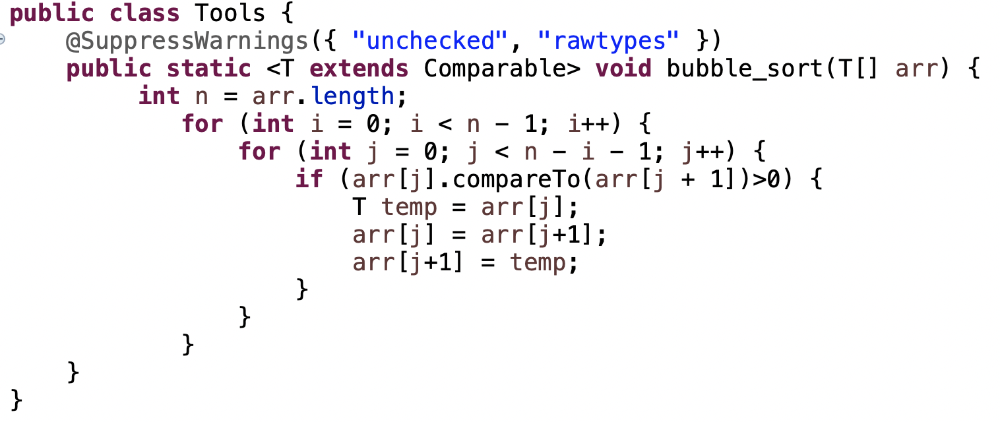 public class Tools {
    @SuppressWarnings({ "unchecked", "rawtypes" })
    public static <T extends Comparable> void bubble_sort(T[] arr) {
         int n = arr.length;
            for (int i = 0; i < n - 1; i++) {
                for (int j = 0; j < n - i - 1; j++) {
                    if (arr[j].compareTo(arr[j + 1])>0) {
                        T temp = arr[j];
                        arr[j] = arr[j+1];
                        arr[j+1] = temp;
                    }
                }
            }
    }
}